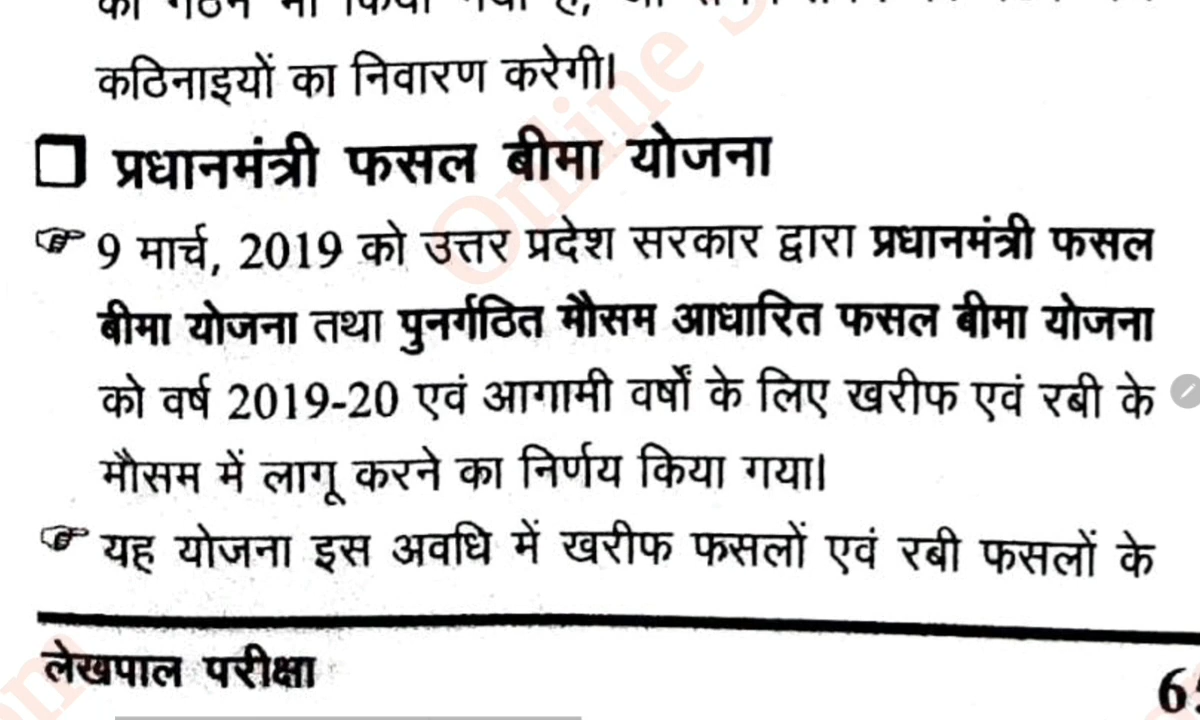 कठिनाइयों का निवारण करेगी।
प्रधानमंत्री फसल बीमा योजना
9 मार्च, 2019 को उत्तर प्रदेश सरकार द्वारा प्रधानमंत्री फसल
बीमा योजना तथा पुनर्गठित मौसम आधारित फसल बीमा योजना
को वर्ष 2019-20 एवं आगामी वर्षों के लिए खरीफ एवं रबी के
मौसम में लागू करने का निर्णय किया गया।
यह योजना इस अवधि में खरीफ फसलों एवं रबी फसलों के
लेखपाल परीक्षा
Online